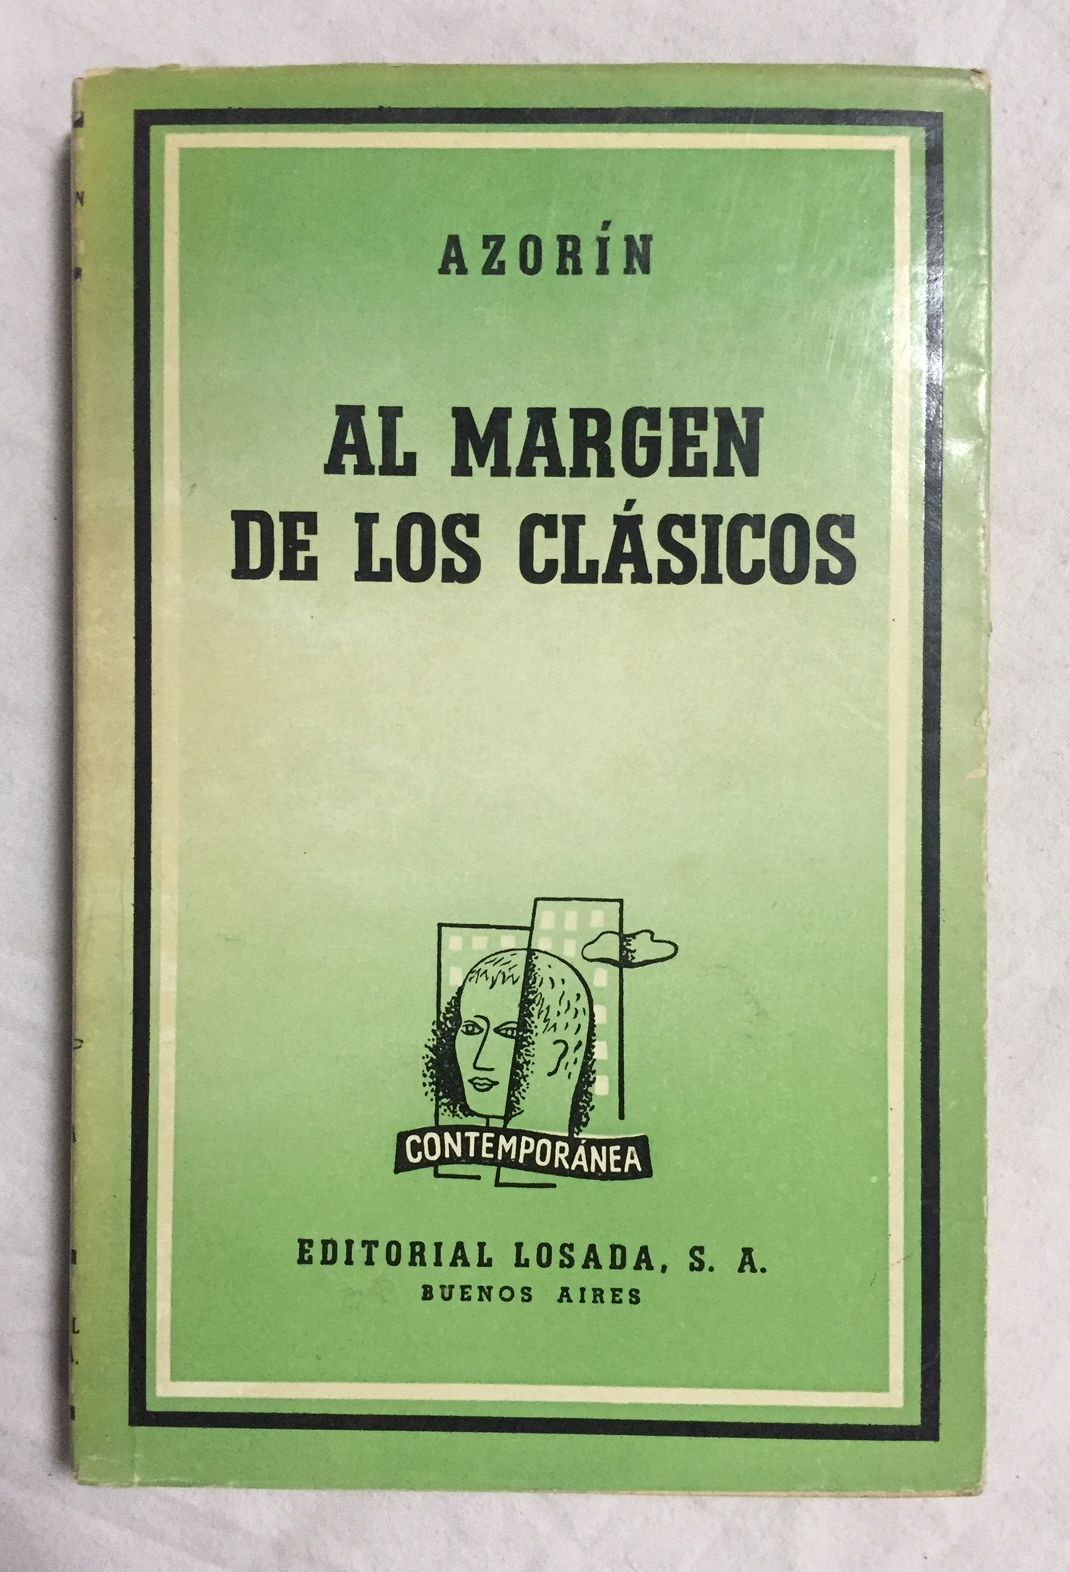 AZORÍN
AL MARGEN
DE LOS CLÁSICOS
CONTEMPORÁNEA
EDITORIAL LOSADA, S. A.
BUENOS AIRES